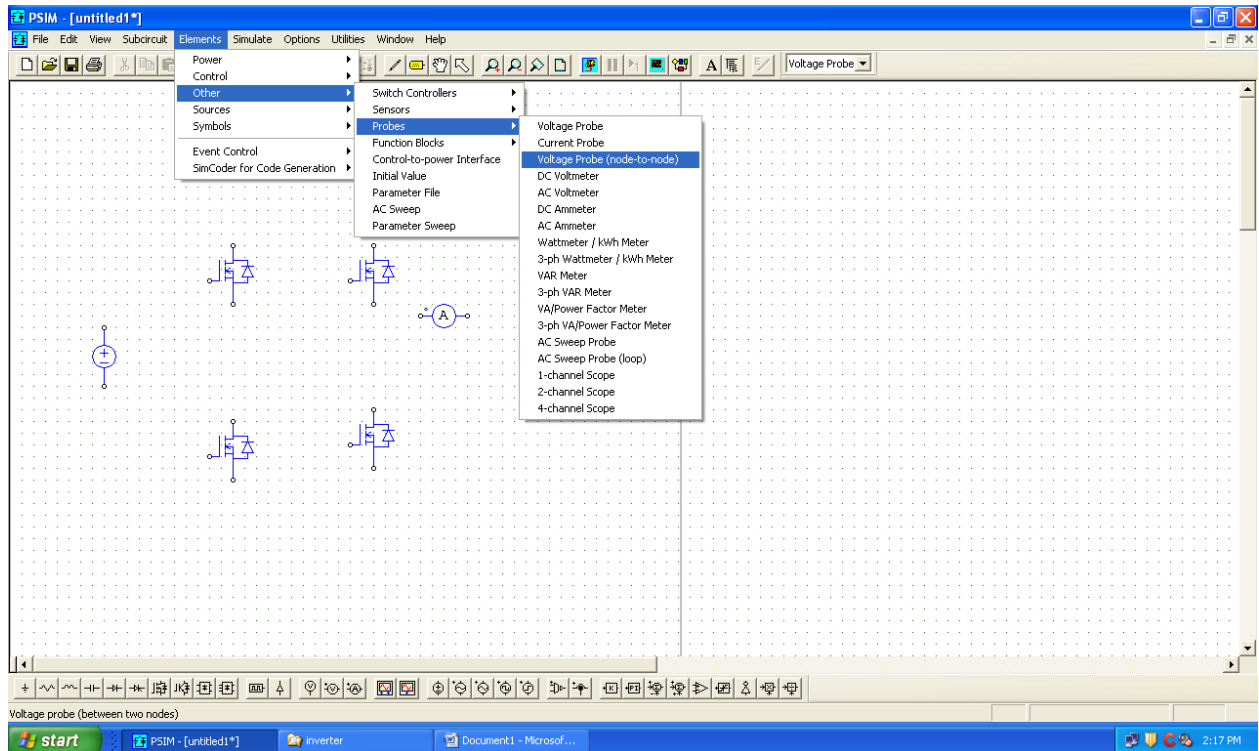 PSIM - [untitled1*]
File Edit View Subcircuit Elements Simulate Options Utilities Window Help
Voltage Probe
Power
Control
Other
Sources
Symbols
Event Control
SimCoder for Code Generation
Switch Controllers
Sensors
Probes
Function Blocks
Control-to-power Interface
Initial Value
Parameter File
AC Sweep
Parameter Sweep
Voltage Probe
Current Probe
Voltage Probe (node-to-node)
DC Voltmeter
AC Voltmeter
DC Ammeter
AC Ammeter
Wattmeter / kWh Meter
3-ph Wattmeter / kWh Meter
VAR Meter
3-ph VAR Meter
VA/Power Factor Meter
3-ph VA/Power Factor Meter
AC Sweep Probe
AC Sweep Probe (loop)
1-channel Scope
2-channel Scope
4-channel Scope
A
Voltage probe (between two nodes)
start PSIM - [untitled1*] inverter Document1 - Microsof... 2:17 PM